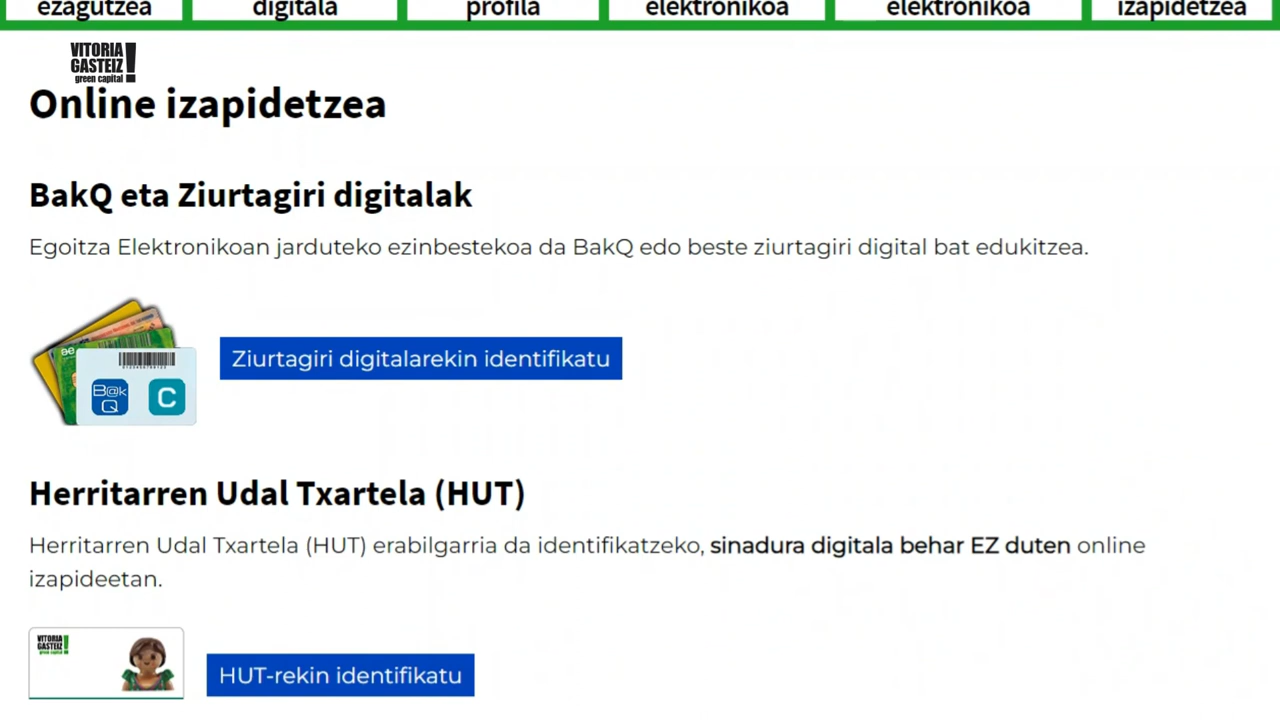 ezagutzea digitala profila elektronikoa elektronikoa izapidetzea
VITORIA
GASTEIZ!
green capital
Online izapidetzea
BakQ eta Ziurtagiri digitalak
Egoitza Elektronikoan jarduteko ezinbestekoa da BakQ edo beste ziurtagiri digital bat edukitzea.
Ziurtagiri digitalarekin identifikatu
B@k C
Q
Herritarren Udal Txartela (HUT)
Herritarren Udal Txartela (HUT) erabilgarria da identifikatzeko, sinadura digitala behar EZ duten online
izapideetan.
VITORIA
GASTEIZ!
green capital
HUT-rekin identifikatu